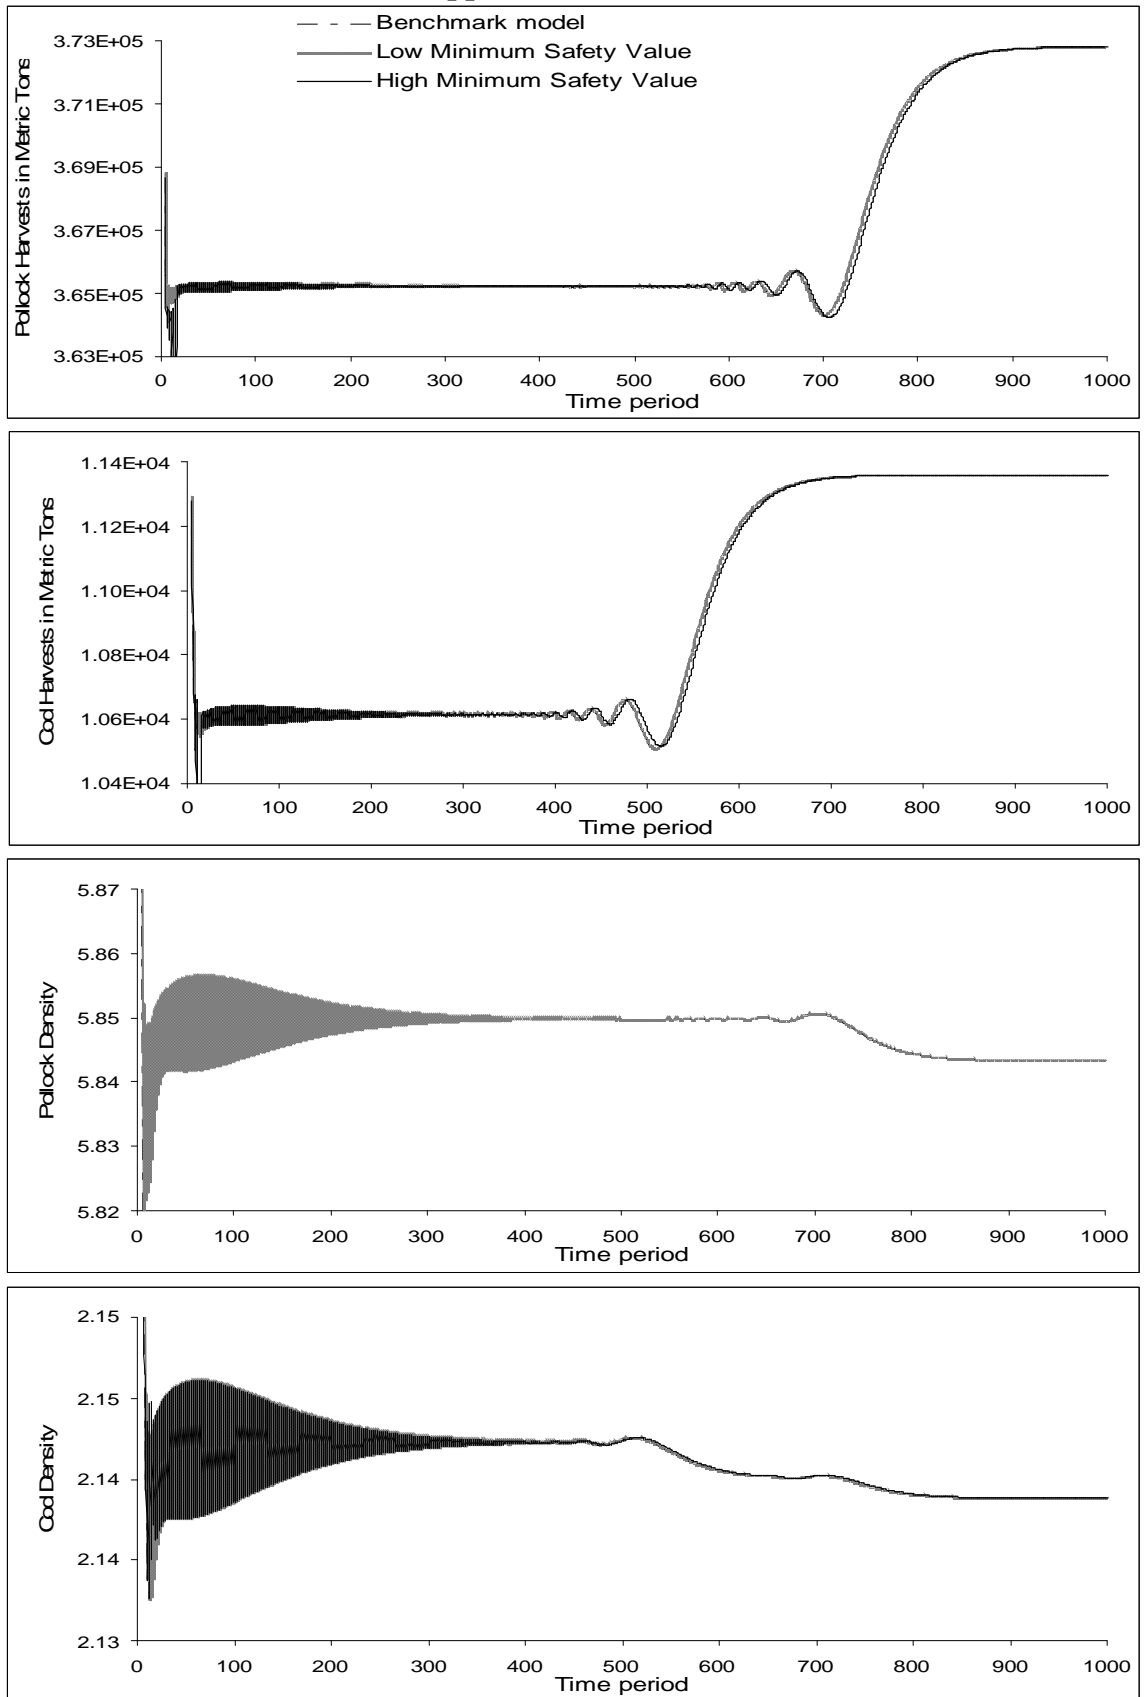 Benchmark model
Low Minimum Safety Value
High Minimum Safety Value
Pollock Harvests in Metric Tons
3.73E+05
3.71E+05
3.69E+05
3.67E+05
3.65E+05
3.63E+05
0 100 200 300 400 500 600 700 800 900 1000
Time period
Cod Harvests in Metric Tons
1.14E+04
1.12E+04
1.10E+04
1.08E+04
1.06E+04
1.04E+04
0 100 200 300 400 500 600 700 800 900 1000
Time period
Pollock Density
5.87
5.86
5.85
5.84
5.83
5.82
0 100 200 300 400 500 600 700 800 900 1000
Time period
Cod Density
2.15
2.15
2.14
2.14
2.13
0 100 200 300 400 500 600 700 800 900 1000
Time period